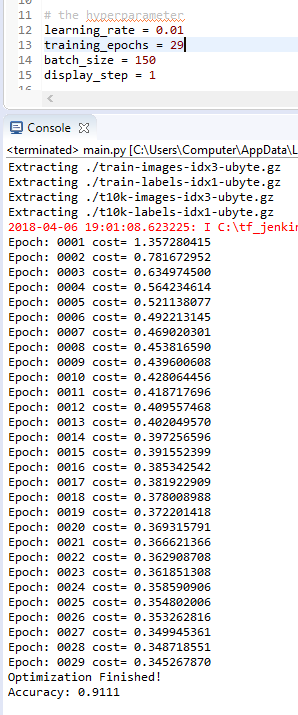 11 # the hyperparameter
12 learning_rate = 0.01
13 training_epochs = 29
14 batch_size = 150
15 display_step = 1
Console
<terminated> main.py [C:\Users\Computer\AppData\L
Extracting ./train-images-idx3-ubyte.gz
Extracting ./train-labels-idx1-ubyte.gz
Extracting ./t10k-images-idx3-ubyte.gz
Extracting ./t10k-labels-idx1-ubyte.gz
2018-04-06 19:01:08.623225: I C:\tf_jenkin
Epoch: 0001 cost= 1.357280415
Epoch: 0002 cost= 0.781672952
Epoch: 0003 cost= 0.634974500
Epoch: 0004 cost= 0.564234614
Epoch: 0005 cost= 0.521138077
Epoch: 0006 cost= 0.492213145
Epoch: 0007 cost= 0.469020301
Epoch: 0008 cost= 0.453816590
Epoch: 0009 cost= 0.439600608
Epoch: 0010 cost= 0.428064456
Epoch: 0011 cost= 0.418717696
Epoch: 0012 cost= 0.409557468
Epoch: 0013 cost= 0.402049570
Epoch: 0014 cost= 0.397256596
Epoch: 0015 cost= 0.391552399
Epoch: 0016 cost= 0.385342542
Epoch: 0017 cost= 0.381922909
Epoch: 0018 cost= 0.378008988
Epoch: 0019 cost= 0.372201418
Epoch: 0020 cost= 0.369315791
Epoch: 0021 cost= 0.366621366
Epoch: 0022 cost= 0.362908708
Epoch: 0023 cost= 0.361851308
Epoch: 0024 cost= 0.358590906
Epoch: 0025 cost= 0.354802006
Epoch: 0026 cost= 0.353262816
Epoch: 0027 cost= 0.349945361
Epoch: 0028 cost= 0.348718551
Epoch: 0029 cost= 0.345267870
Optimization Finished!
Accuracy: 0.9111